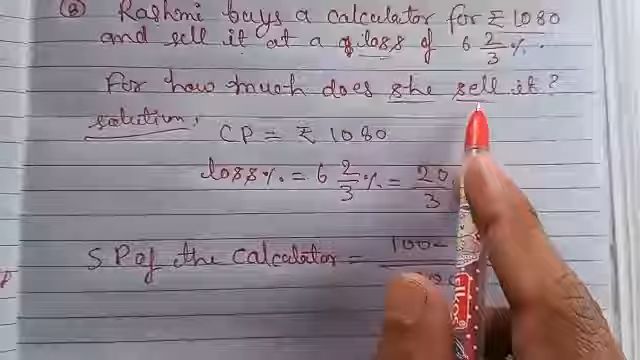 (8) Rashmi buys a calculator for ₹ 1080
and sell it at a loss of 6 2/3 %.
For how much does she sell it?
solution,
CP = ₹ 1080
loss% = 6 2/3 % = 20/3
S P of the calculator = 100-